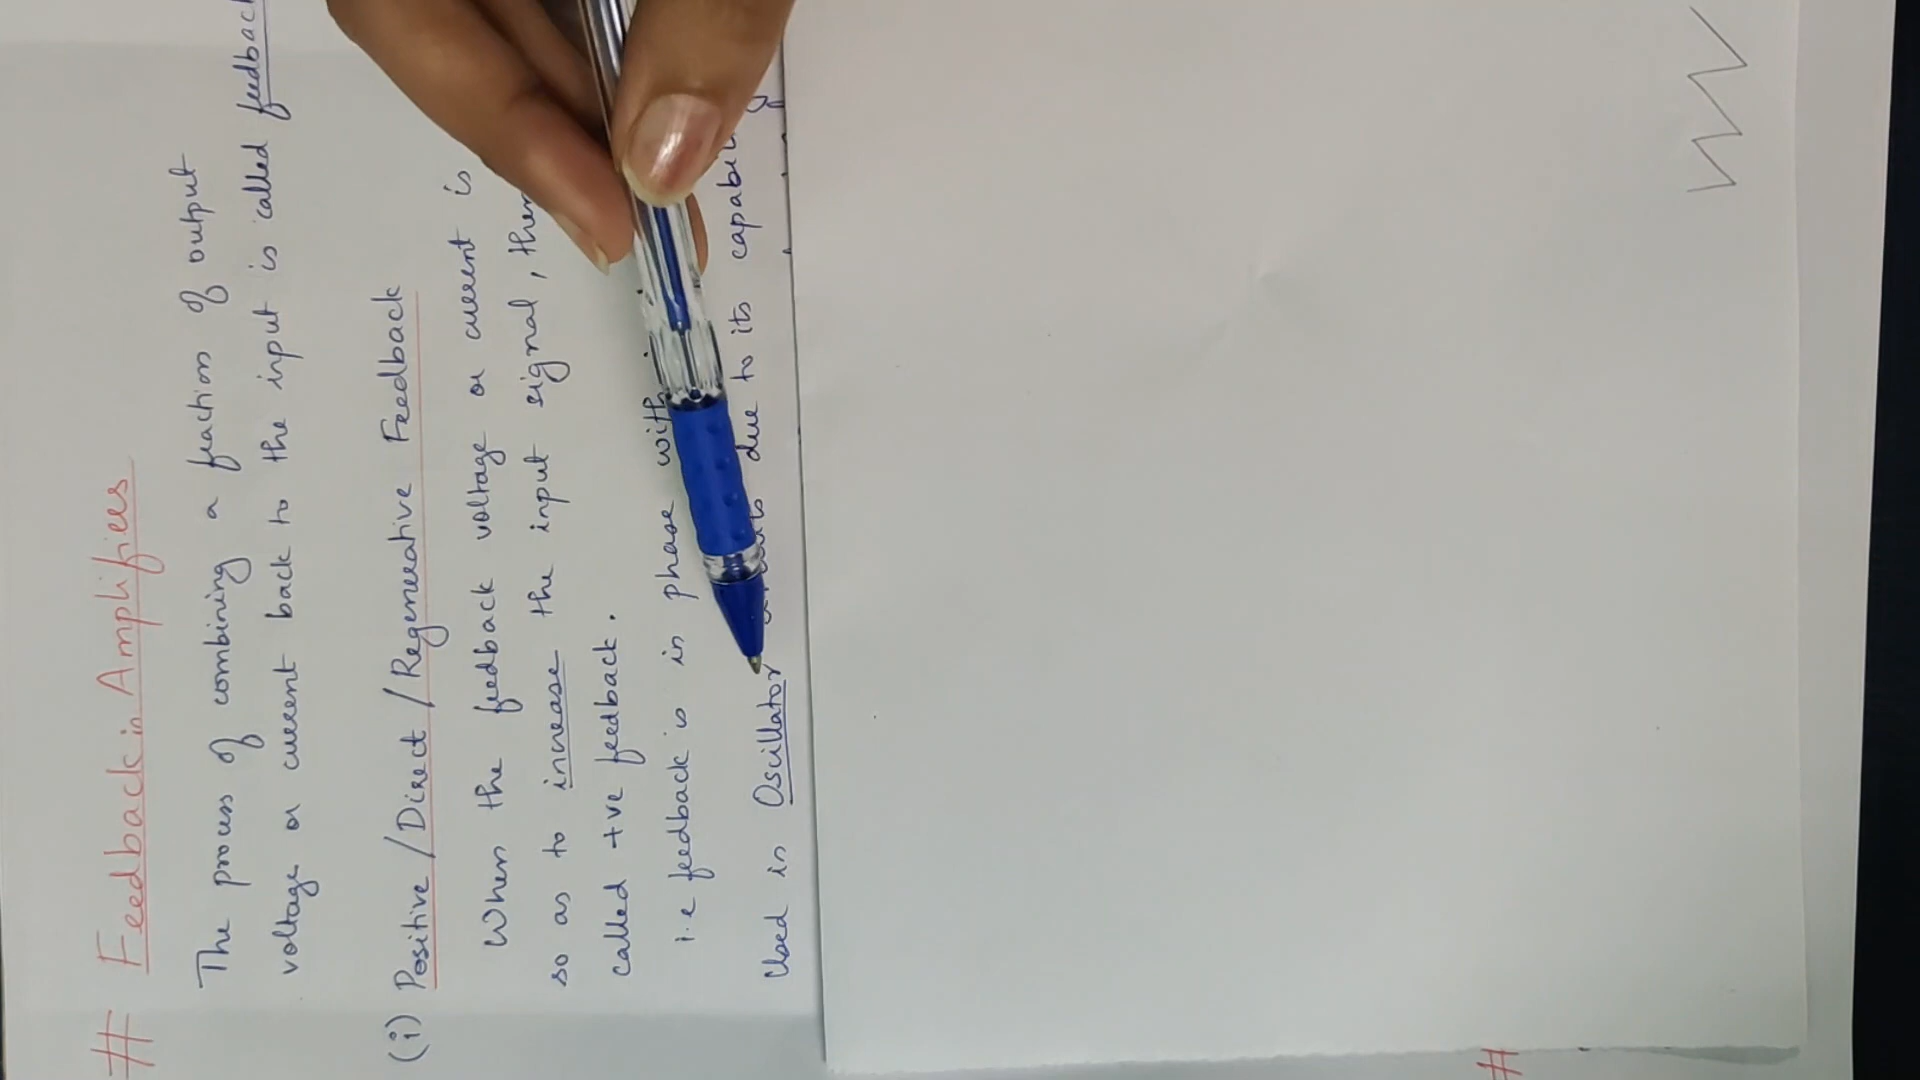 # Feedback in Amplifiers
The process of combining a fraction of output
voltage or current back to the input is called feedback
(i) Positive / Direct / Regenerative Feedback
When the feedback voltage or current is
so as to increase the input signal, then
called +ve feedback.
i.e feedback is in phase with
Used in Oscillator due to its
#